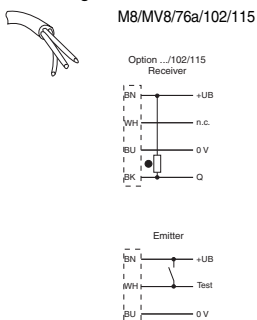 M8/MV8/76a/102/115
Option .../102/115
Receiver
BN +UB
WH n.c.
BU 0 V
BK Q
Emitter
BN +UB
WH Test
BU 0 V